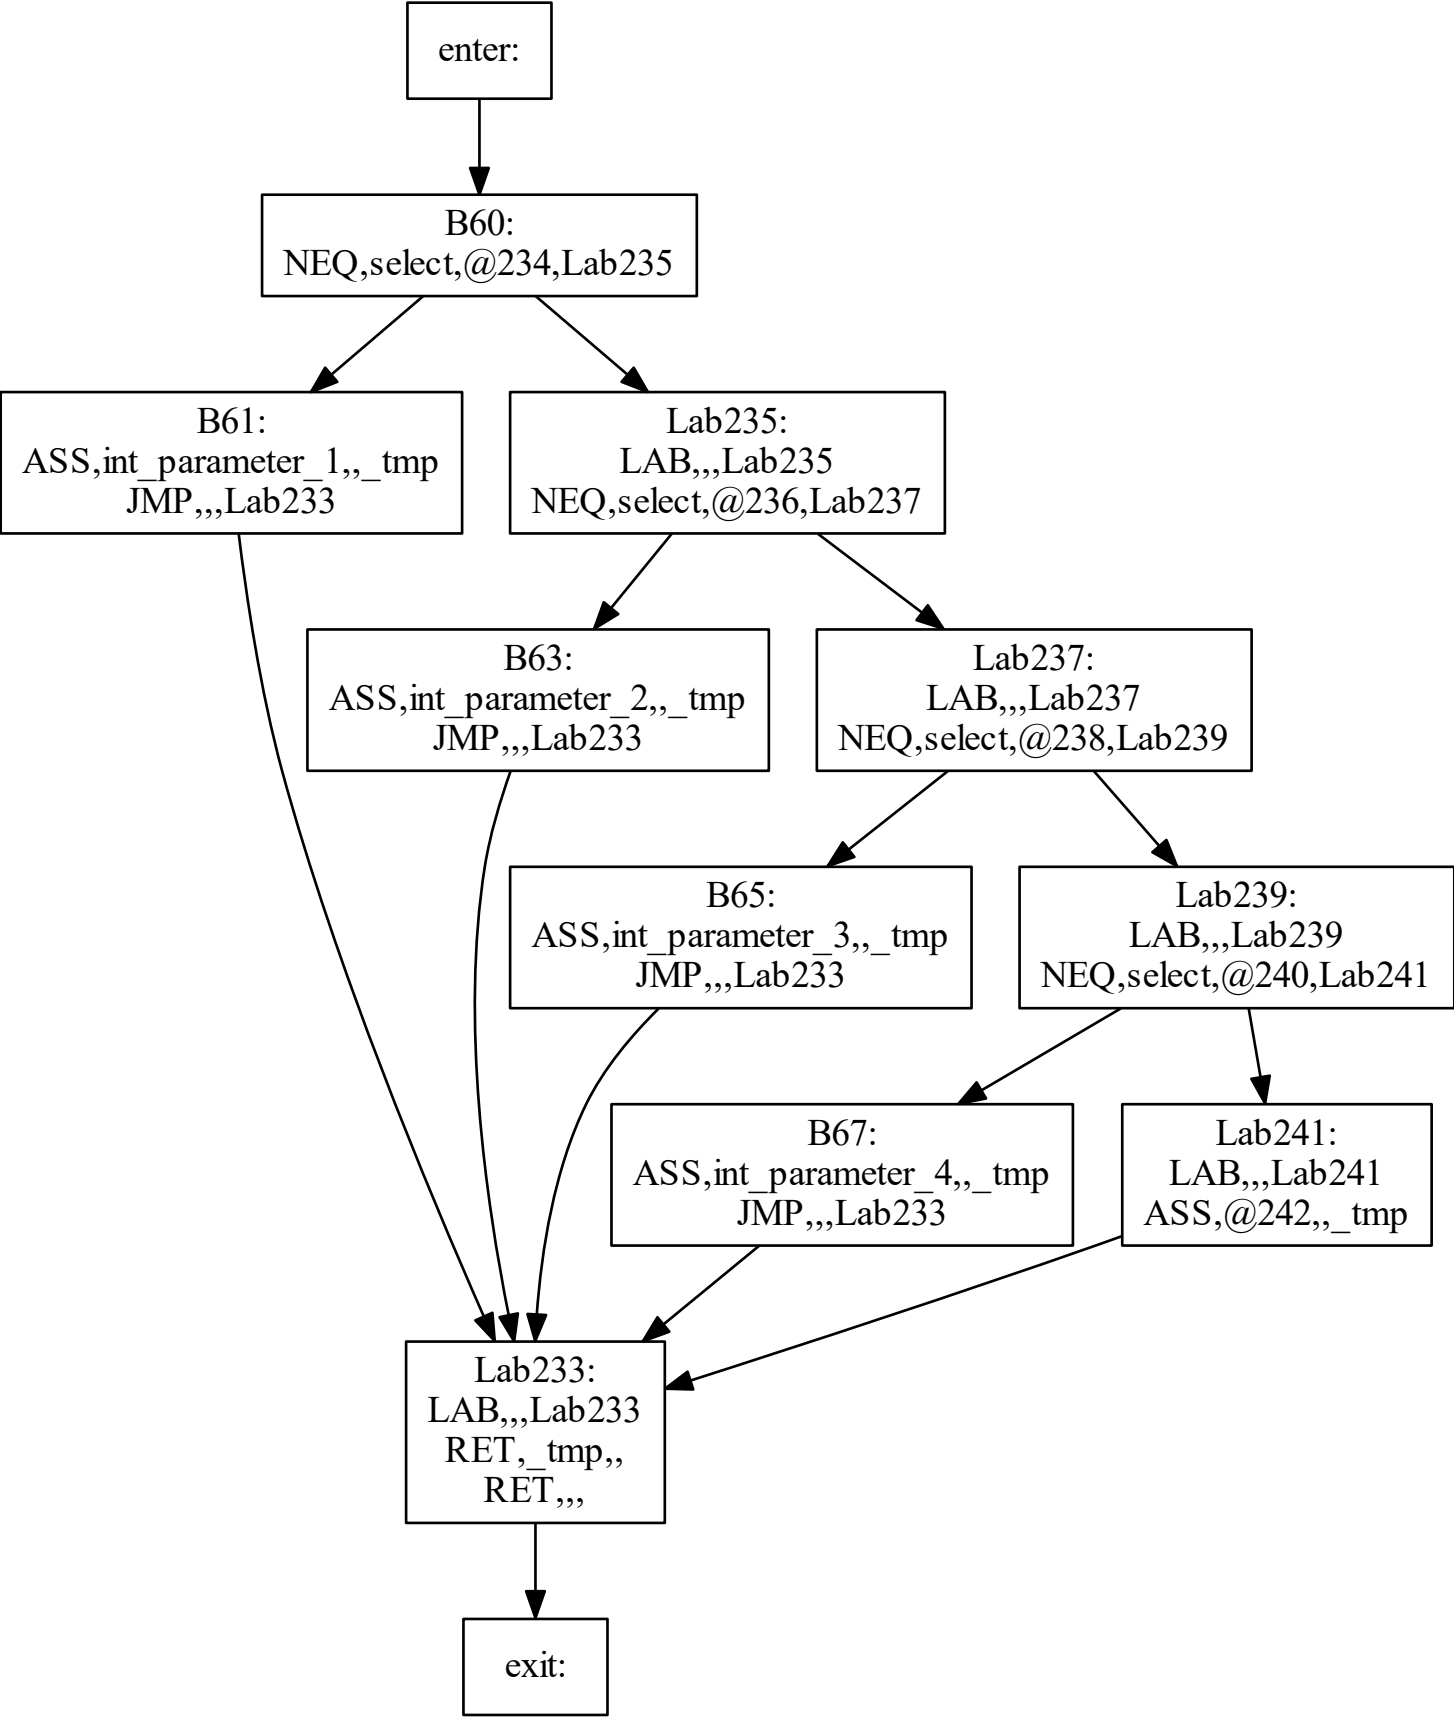 enter:
B60:
NEQ,select,@234,Lab235
B61:
ASS,int_parameter_1,,_tmp
JMP,,,Lab233
Lab235:
LAB,,,Lab235
NEQ,select,@236,Lab237
B63:
ASS,int_parameter_2,,_tmp
JMP,,,Lab233
Lab237:
LAB,,,Lab237
NEQ,select,@238,Lab239
B65:
ASS,int_parameter_3,,_tmp
JMP,,,Lab233
Lab239:
LAB,,,Lab239
NEQ,select,@240,Lab241
B67:
ASS,int_parameter_4,,_tmp
JMP,,,Lab233
Lab241:
LAB,,,Lab241
ASS,@242,,_tmp
Lab233:
LAB,,,Lab233
RET,_tmp,,
RET,,,
exit: